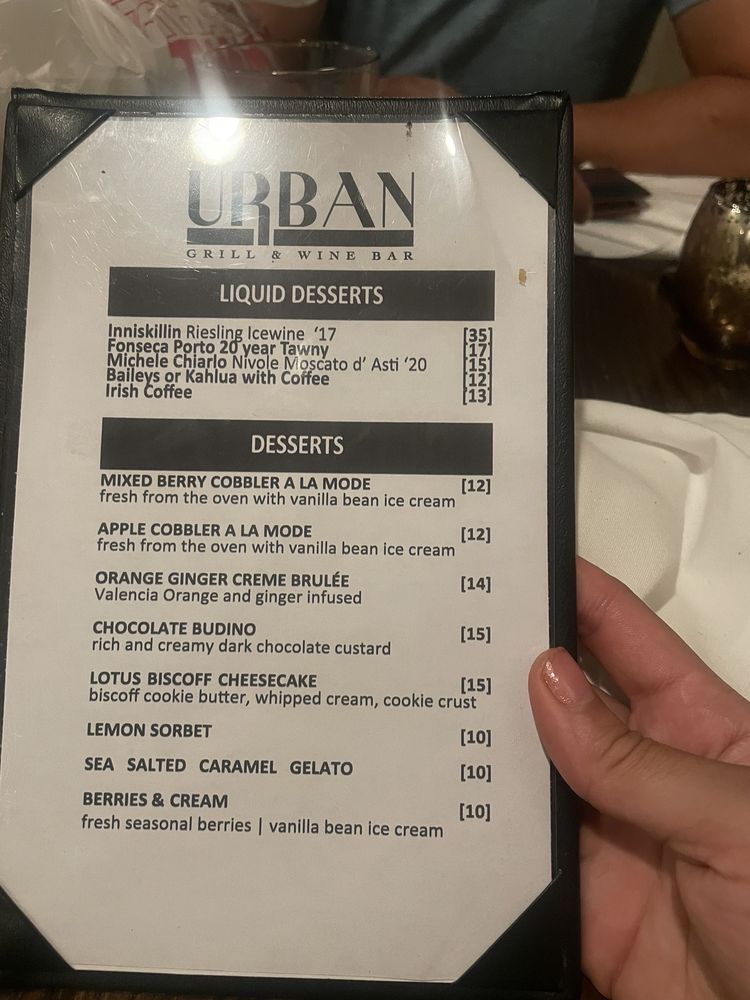 URBAN
GRILL & WINE BAR
LIQUID DESSERTS
Inniskillin Riesling Icewine ‘17 [35]
Fonseca Porto 20 year Tawny [17]
Michele Chiarlo Nivole Moscato d’ Asti ‘20 [15]
Baileys or Kahlua with Coffee [12]
Irish Coffee [13]
DESSERTS
MIXED BERRY COBBLER A LA MODE [12]
fresh from the oven with vanilla bean ice cream
APPLE COBBLER A LA MODE [12]
fresh from the oven with vanilla bean ice cream
ORANGE GINGER CREME BRULÉE [14]
Valencia Orange and ginger infused
CHOCOLATE BUDINO [15]
rich and creamy dark chocolate custard
LOTUS BISCOFF CHEESECAKE [15]
biscoff cookie butter, whipped cream, cookie crust
LEMON SORBET [10]
SEA SALTED CARAMEL GELATO [10]
BERRIES & CREAM [10]
fresh seasonal berries | vanilla bean ice cream